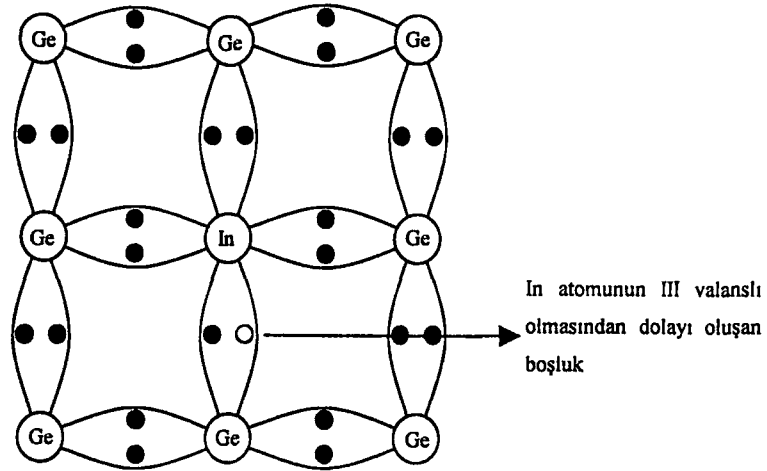 Ge Ge Ge
Ge In Ge
In atomunun III valanslı
olmasından dolayı oluşan
boşluk
Ge Ge Ge